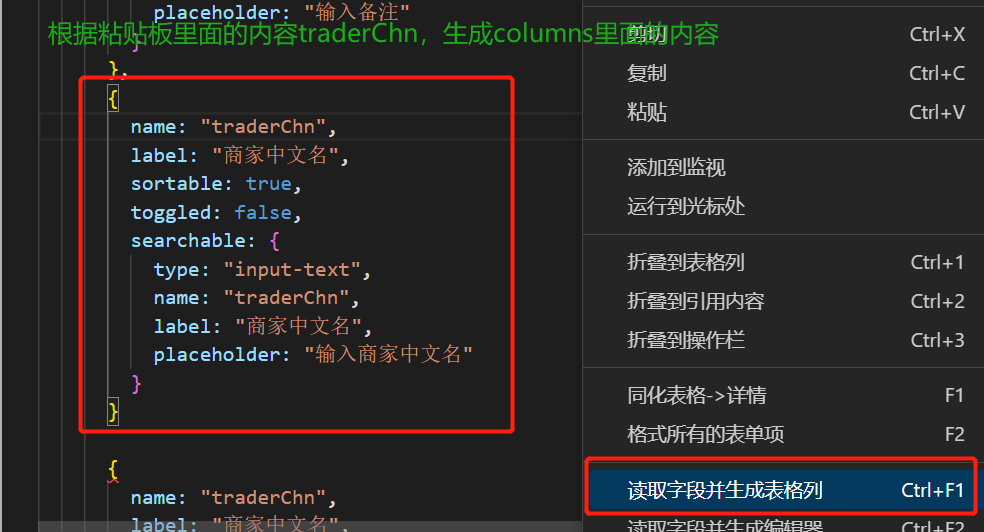 placeholder: "输入备注"
根据粘贴板里面的内容traderChn，生成columns里面的内容
}
},
{
name: "traderChn",
label: "商家中文名",
sortable: true,
toggled: false,
searchable: {
type: "input-text",
name: "traderChn",
label: "商家中文名",
placeholder: "输入商家中文名"
}
}
{
name: "traderChn",
label: "商家中文名",
剪切 Ctrl+X
复制 Ctrl+C
粘贴 Ctrl+V
添加到监视
运行到光标处
折叠到表格列 Ctrl+1
折叠到引用内容 Ctrl+2
折叠到操作栏 Ctrl+3
同化表格->详情 F1
格式所有的表单项 F2
读取字段并生成表格列 Ctrl+F1
读取字段并生成编辑器 Ctrl+F2